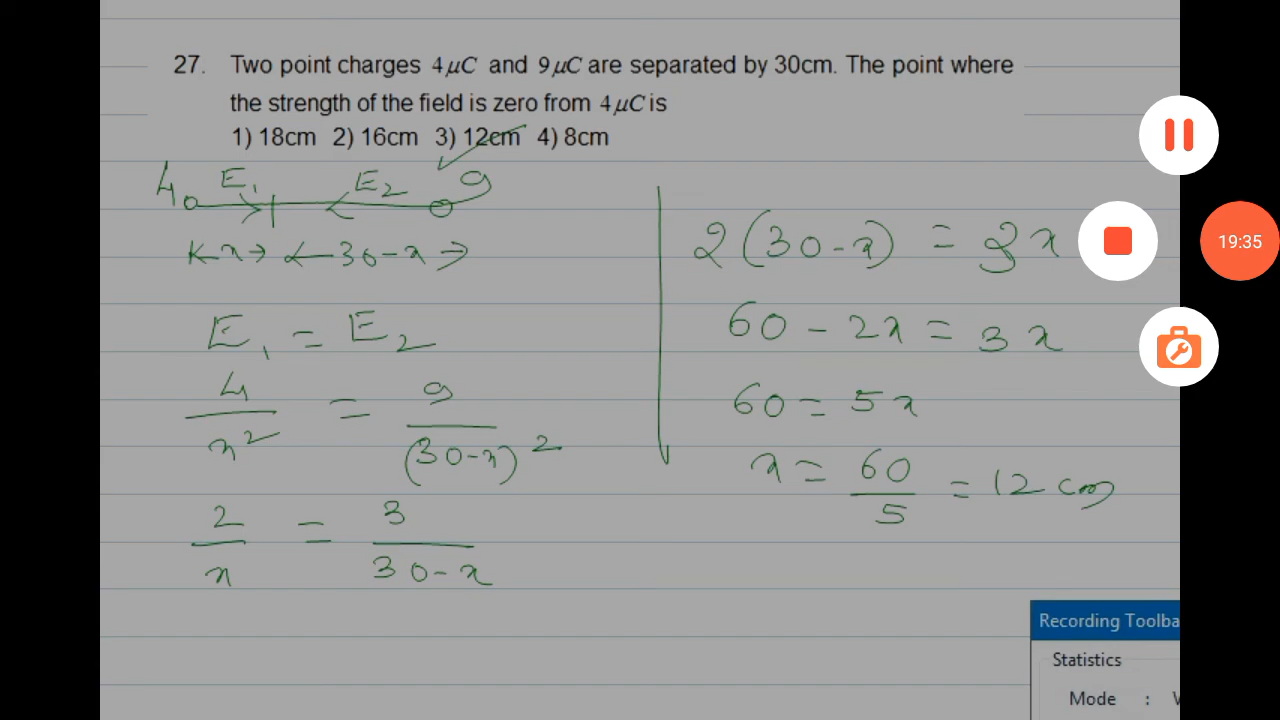 27. Two point charges 4μC and 9μC are separated by 30cm. The point where
the strength of the field is zero from 4μC is
1) 18cm 2) 16cm 3) 12cm 4) 8cm
4 E₁ E₂ 9
x 30-x
E₁ = E₂
4/x² = 9/(30-x)²
2/x = 3/30-x
2(30-x) = 3x
60 - 2x = 3x
60 = 5x
x = 60/5 = 12 cm
19:35
Recording Toolba
Statistics
Mode :